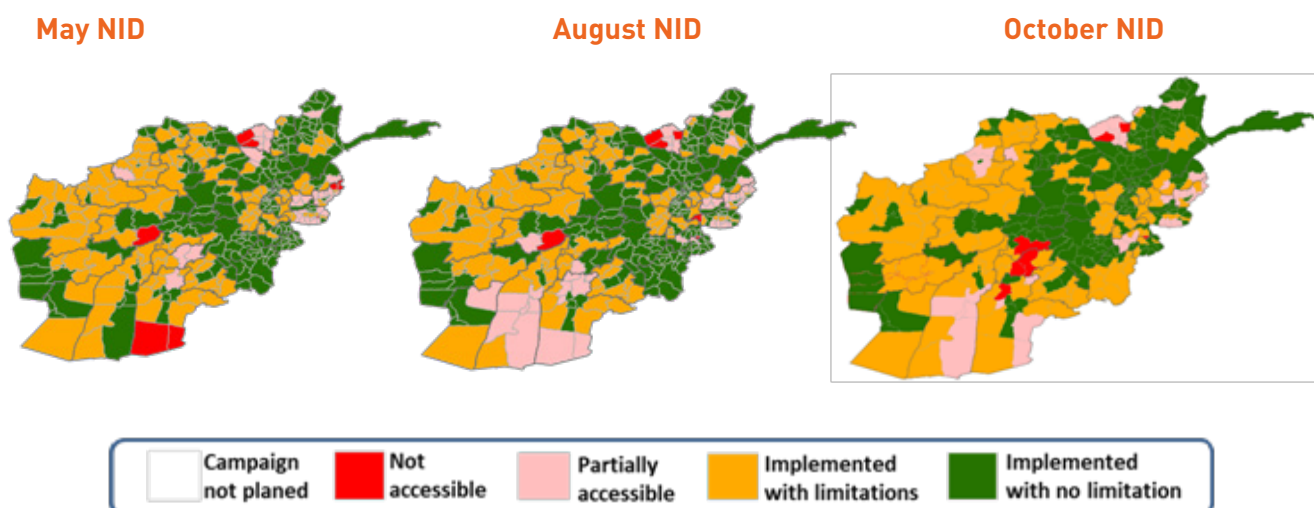 May NID
August NID
October NID
Campaign
not planed
Not
accessible
Partially
accessible
Implemented
with limitations
Implemented
with no limitation